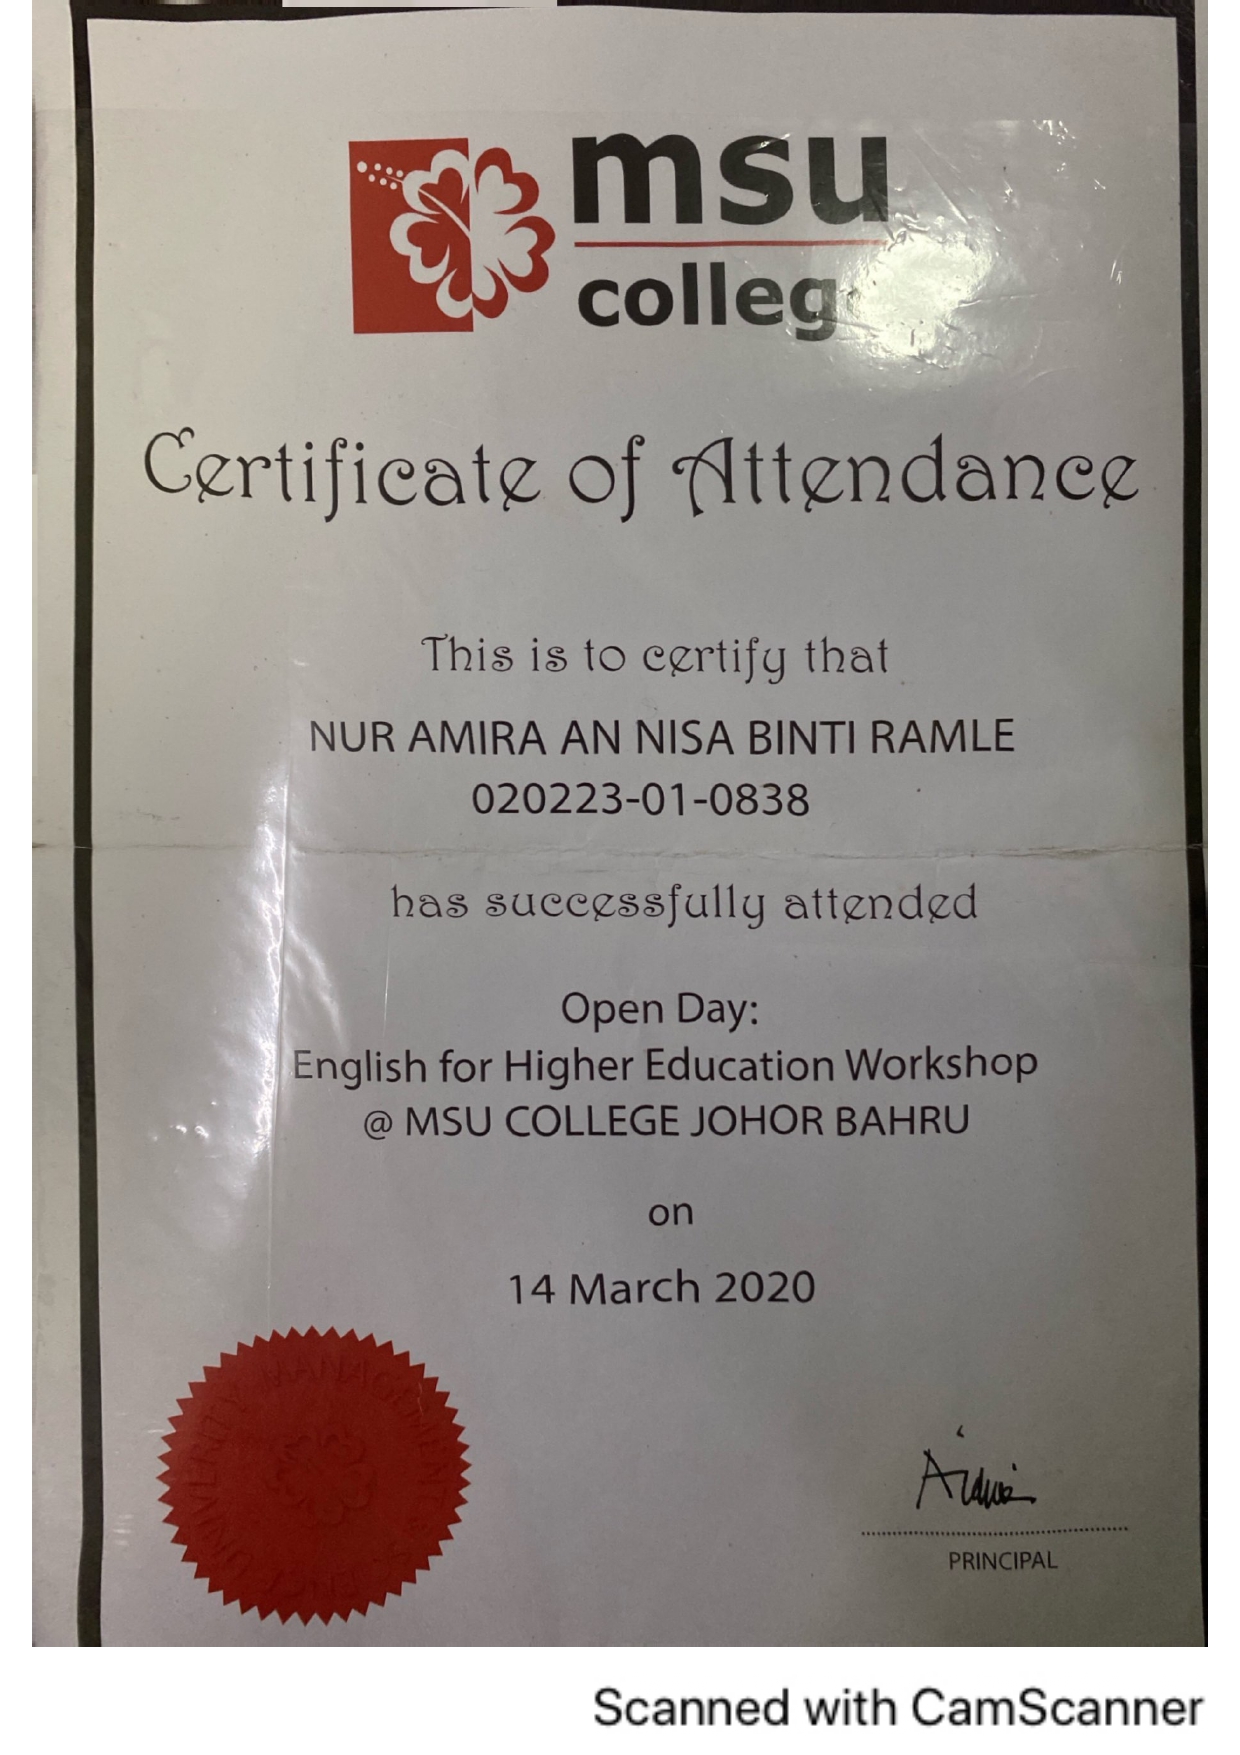 msu
colleg
Certificate of Attendance
This is to certify that
NUR AMIRA AN NISA BINTI RAMLE
020223-01-0838
has successfully attended
Open Day:
English for Higher Education Workshop
@ MSU COLLEGE JOHOR BAHRU
on
14 March 2020
PRINCIPAL
Scanned with CamScanner